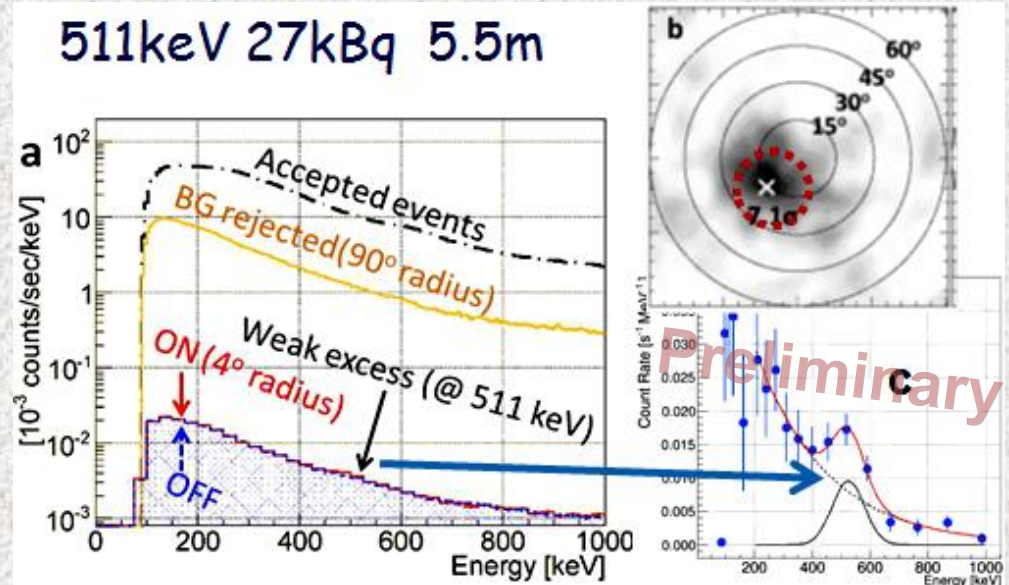 511keV 27kBq 5.5m
a
[10⁻³ counts/sec/keV]
10²
10
1
10⁻¹
10⁻²
10⁻³
Accepted events
BG rejected(90° radius)
Weak excess (@ 511 keV)
ON(4° radius)
OFF
0
200
400
600
800
1000
Energy [keV]
b
60°
45°
30°
15°
7.1σ
Preliminary
c
Count Rate [s⁻¹ MeV⁻¹]
0.030
0.025
0.020
0.015
0.010
0.005
0.000
200
400
600
800
1000
Energy [keV]